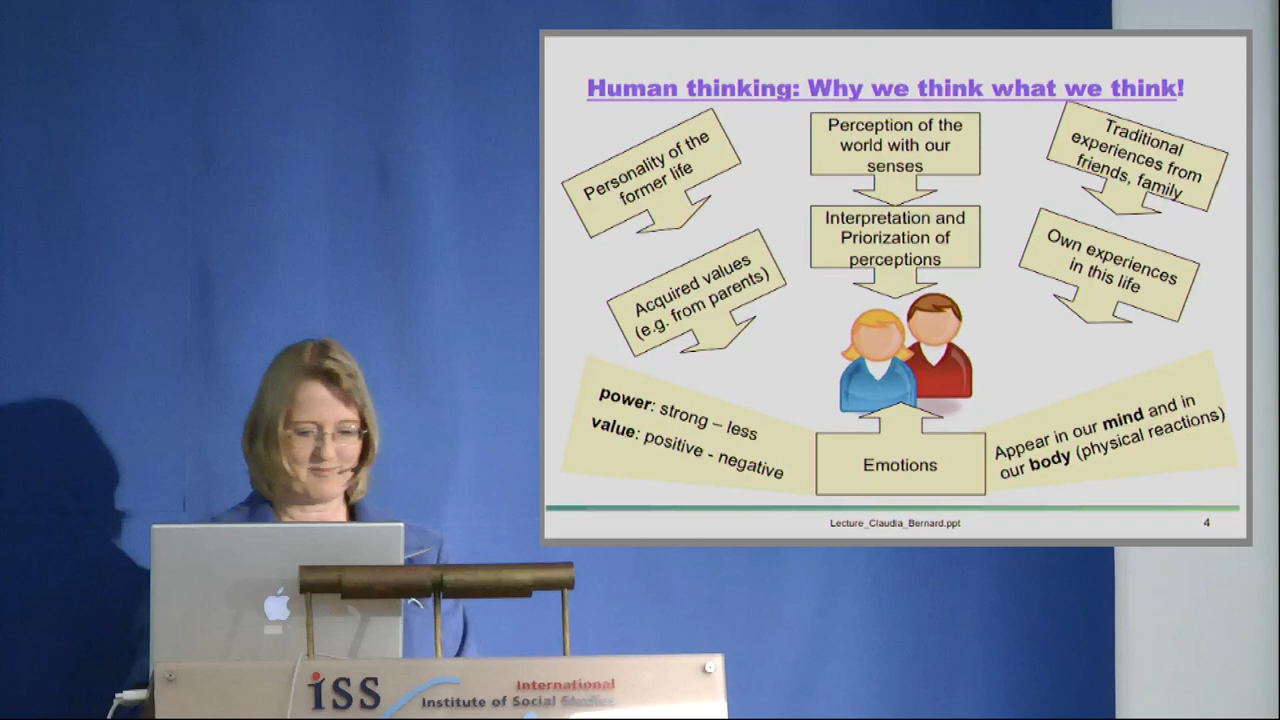 Human thinking: Why we think what we think!
Personality of the
former life
Perception of the
world with our
senses
Traditional
experiences from
friends, family
Interpretation and
Priorization of
perceptions
Own experiences
in this life
Acquired values
(e.g. from parents)
power: strong – less
value: positive - negative
Emotions
Appear in our mind and in
our body (physical reactions)
Lecture_Claudia_Bernard.ppt
4
iSS
International
Institute of Social Studies